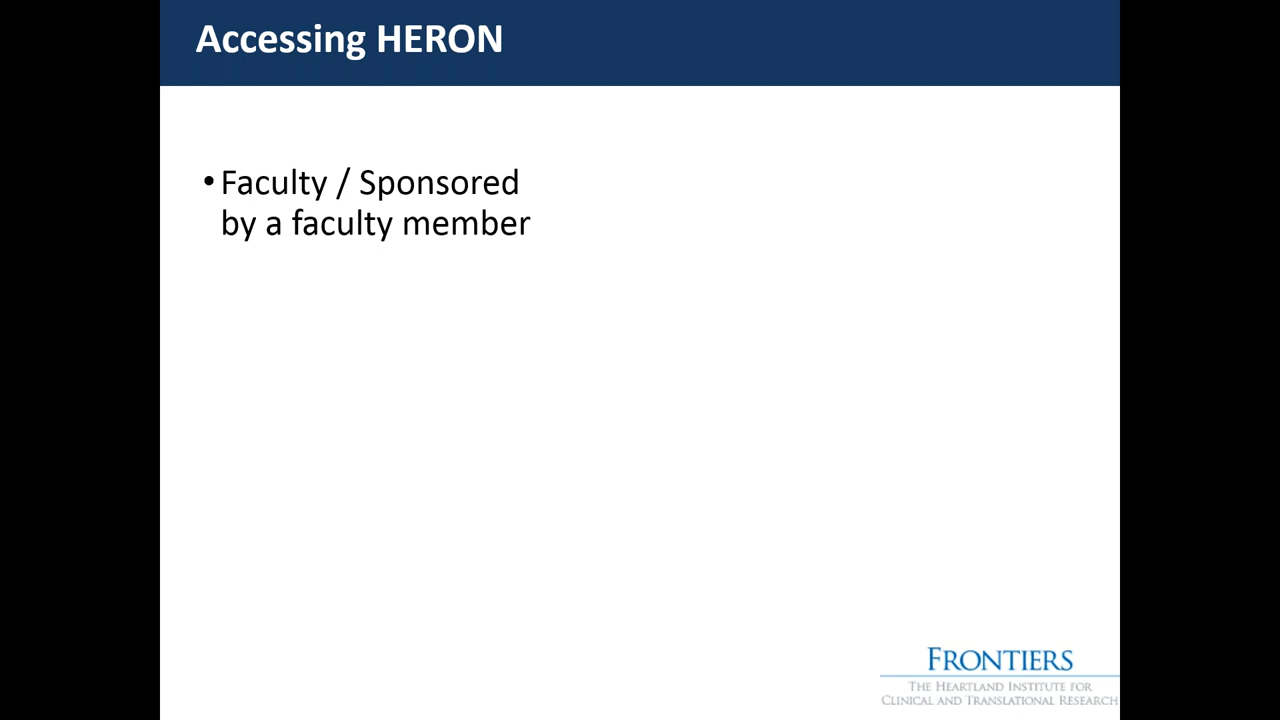 Accessing HERON
• Faculty / Sponsored
by a faculty member
FRONTIERS
THE HEARTLAND INSTITUTE FOR
CLINICAL AND TRANSLATIONAL RESEARCH